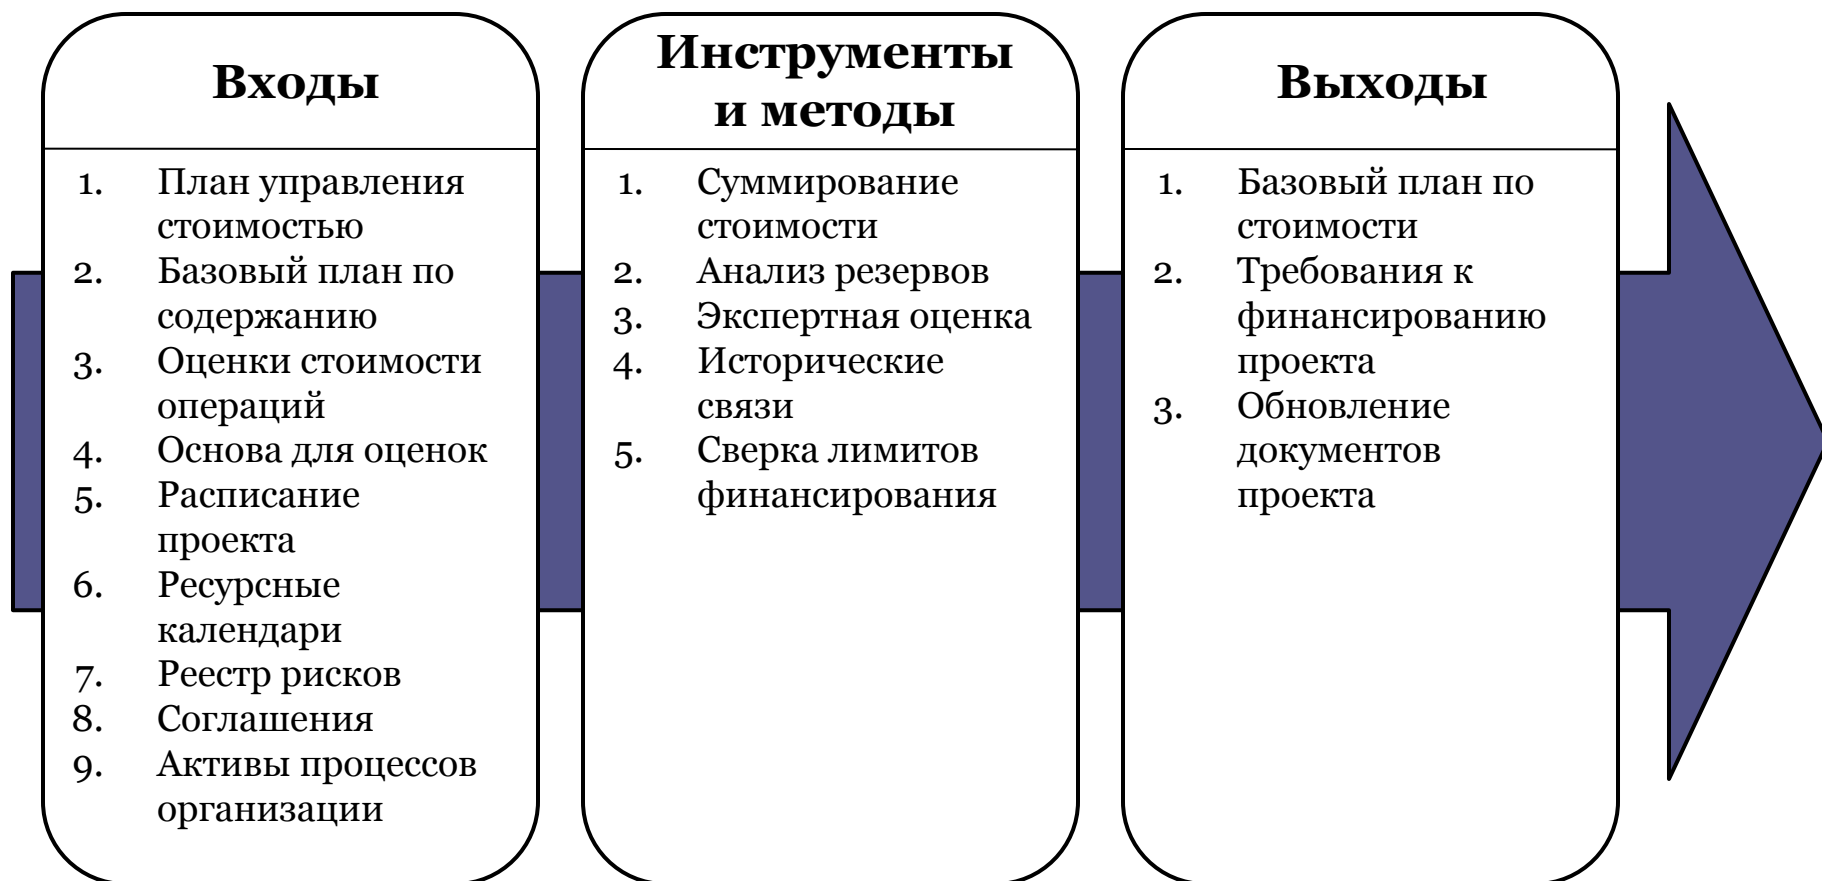 Входы
1. План управления
стоимостью
2. Базовый план по
содержанию
3. Оценки стоимости
операций
4. Основа для оценок
5. Расписание
проекта
6. Ресурсные
календари
7. Реестр рисков
8. Соглашения
9. Активы процессов
организации
Инструменты
и методы
1. Суммирование
стоимости
2. Анализ резервов
3. Экспертная оценка
4. Исторические
связи
5. Сверка лимитов
финансирования
Выходы
1. Базовый план по
стоимости
2. Требования к
финансированию
проекта
3. Обновление
документов
проекта